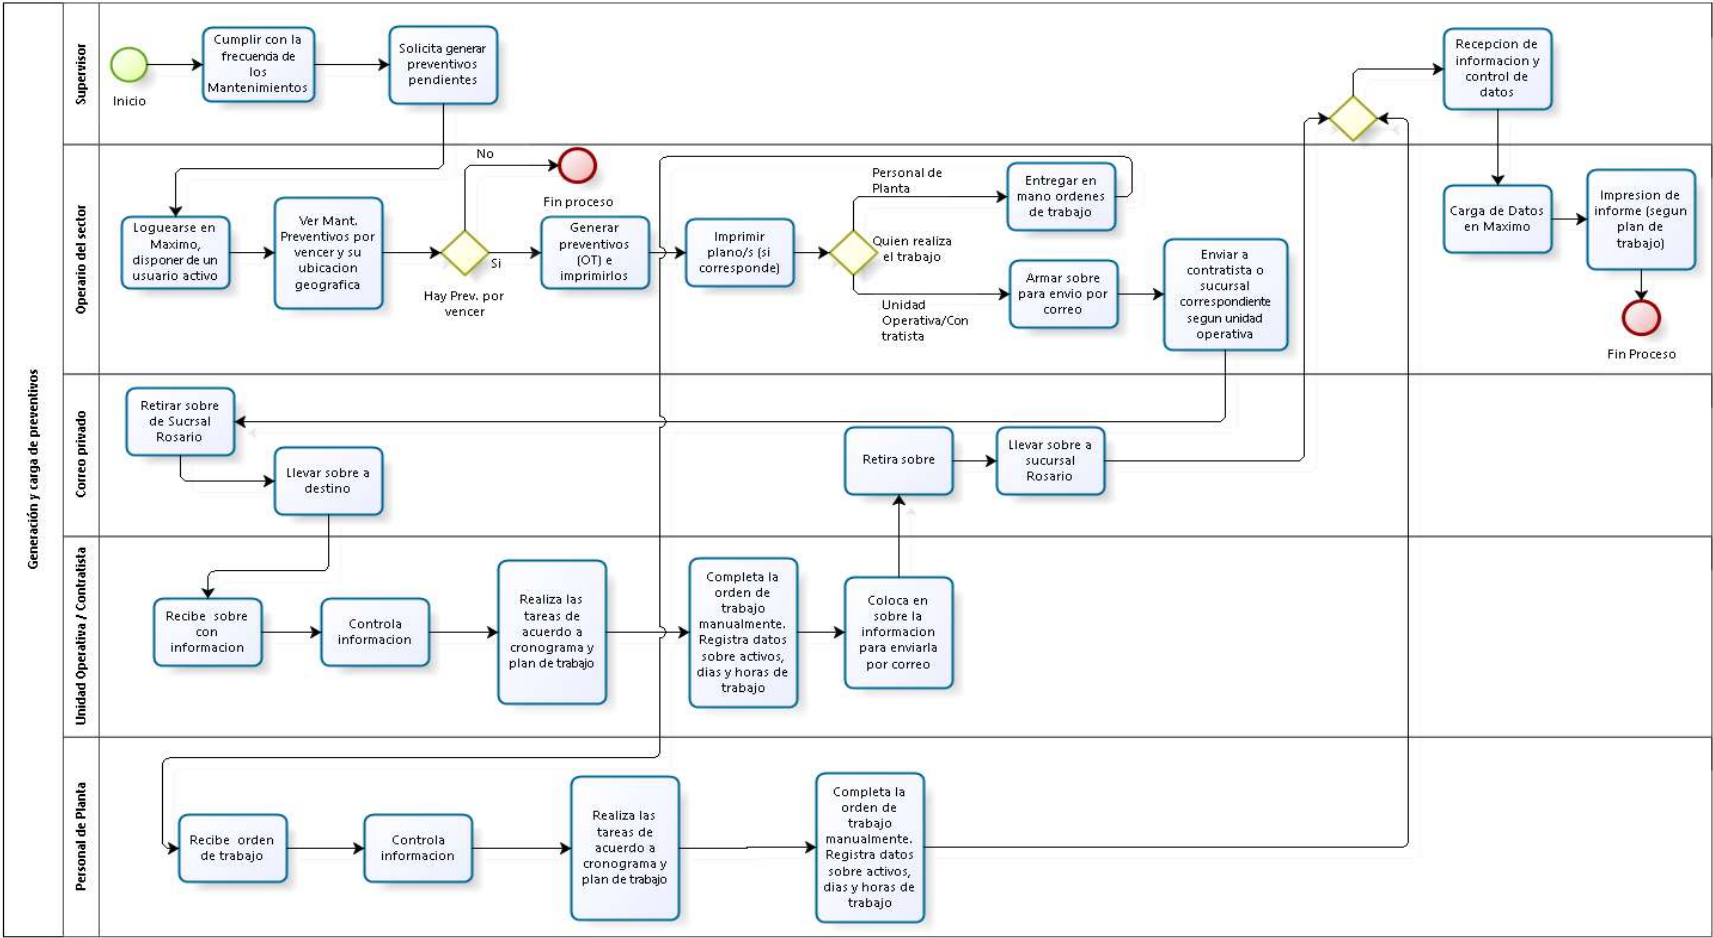 Generación y carga de preventivos
Supervisor
Inicio
Cumplir con la
frecuencia de
los
Mantenimientos
Solicita generar
preventivos
pendientes
Recepcion de
informacion y
control de
datos
Operario del sector
Loguearse en
Maximo,
disponer de un
usuario activo
Ver Mant.
Preventivos por
vencer y su
ubicacion
geografica
No
Fin proceso
Si
Hay Prev. por
vencer
Generar
preventivos
(OT) e
imprimirlos
Imprimir
plano/s (si
corresponde)
Personal de
Planta
Quien realiza
el trabajo
Unidad
Operativa/Con
tratista
Entregar en
mano ordenes
de trabajo
Armar sobre
para envio por
correo
Enviar a
contratista o
sucursal
correspondiente
segun unidad
operativa
Carga de Datos
en Maximo
Impresion de
informe (segun
plan de
trabajo)
Fin Proceso
Correo privado
Retirar sobre
de Sucrsal
Rosario
Llevar sobre a
destino
Retira sobre
Llevar sobre a
sucursal
Rosario
Unidad Operativa / Contratista
Recibe sobre
con
informacion
Controla
informacion
Realiza las
tareas de
acuerdo a
cronograma y
plan de trabajo
Completa la
orden de
trabajo
manualmente.
Registra datos
sobre activos,
dias y horas de
trabajo
Coloca en
sobre la
informacion
para enviarla
por correo
Personal de Planta
Recibe orden
de trabajo
Controla
informacion
Realiza las
tareas de
acuerdo a
cronograma y
plan de trabajo
Completa la
orden de
trabajo
manualmente.
Registra datos
sobre activos,
dias y horas de
trabajo